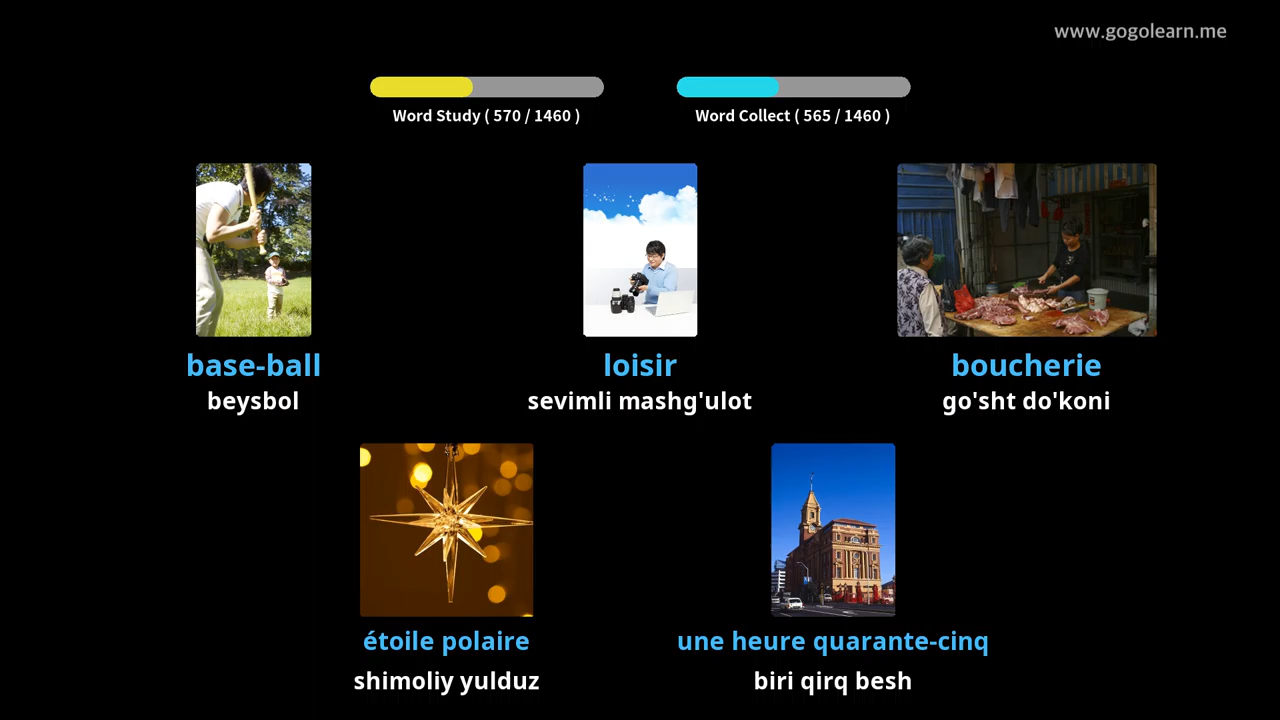 www.gogolearn.me
Word Study ( 570 / 1460 )
Word Collect ( 565 / 1460 )
base-ball
beysbol
loisir
sevimli mashg'ulot
boucherie
go'sht do'koni
étoile polaire
shimoliy yulduz
une heure quarante-cinq
biri qirq besh